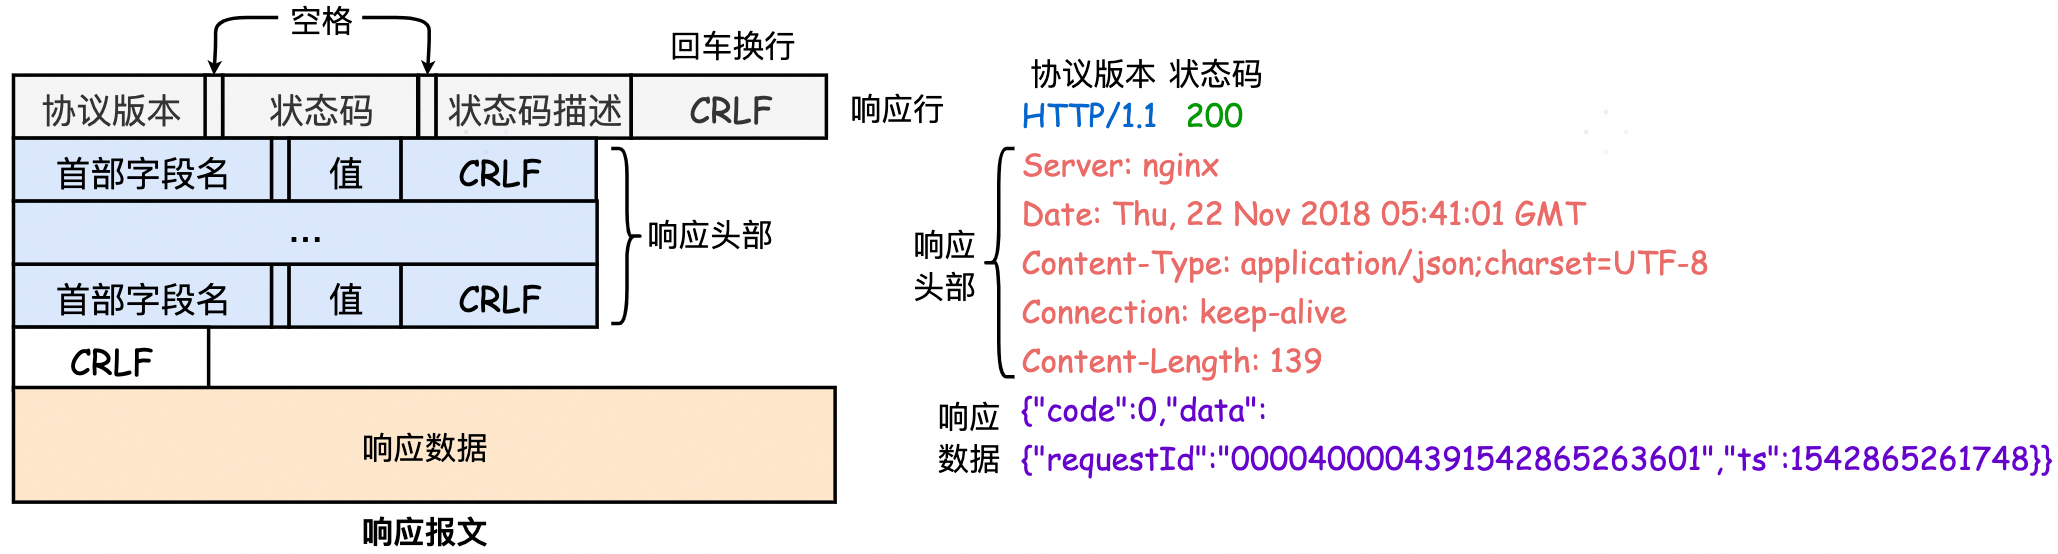 空格
回车换行
协议版本 状态码 状态码描述 CRLF 响应行
首部字段名 值 CRLF
...
响应头部
首部字段名 值 CRLF
CRLF
响应数据
响应报文
协议版本 状态码
HTTP/1.1 200
Server: nginx
Date: Thu, 22 Nov 2018 05:41:01 GMT
响应
头部
Content-Type: application/json;charset=UTF-8
Connection: keep-alive
Content-Length: 139
响应
数据
{"code":0,"data":
{"requestId":"0000400004391542865263601","ts":1542865261748}}